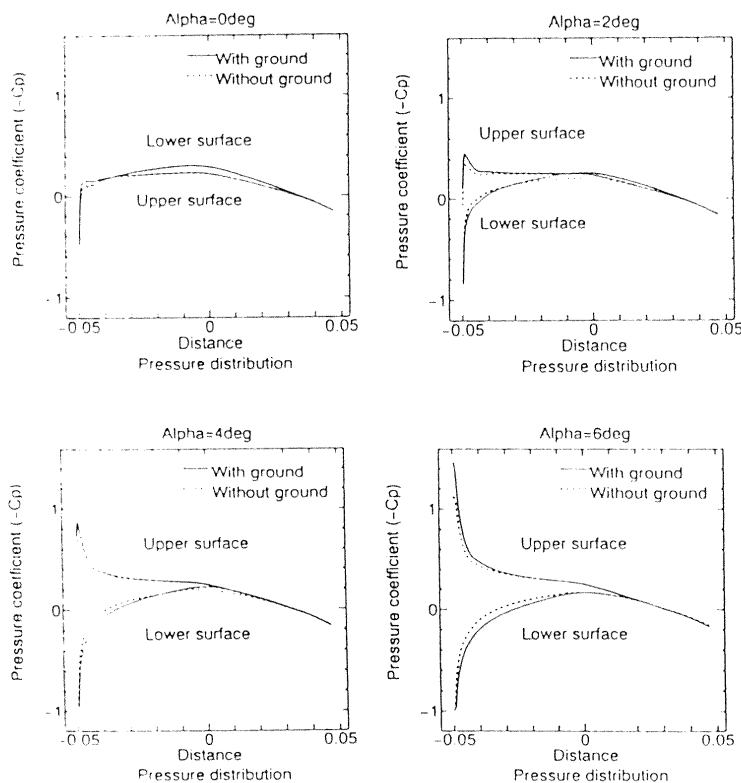 Alpha=0deg
Pressure coefficient (-Cp)
1
0
-1
With ground
Without ground
Lower surface
Upper surface
-0.05
0
0.05
Distance
Pressure distribution
Alpha=2deg
Pressure coefficient (-Cp)
1
0
-1
With ground
Without ground
Upper surface
Lower surface
-0.05
0
0.05
Distance
Pressure distribution
Alpha=4deg
Pressure coefficient (-Cp)
1
0
-1
With ground
Without ground
Upper surface
Lower surface
-0.05
0
0.05
Distance
Pressure distribution
Alpha=6deg
Pressure coefficient (-Cp)
1
0
-1
With ground
Without ground
Upper surface
Lower surface
-0.05
0
0.05
Distance
Pressure distribution